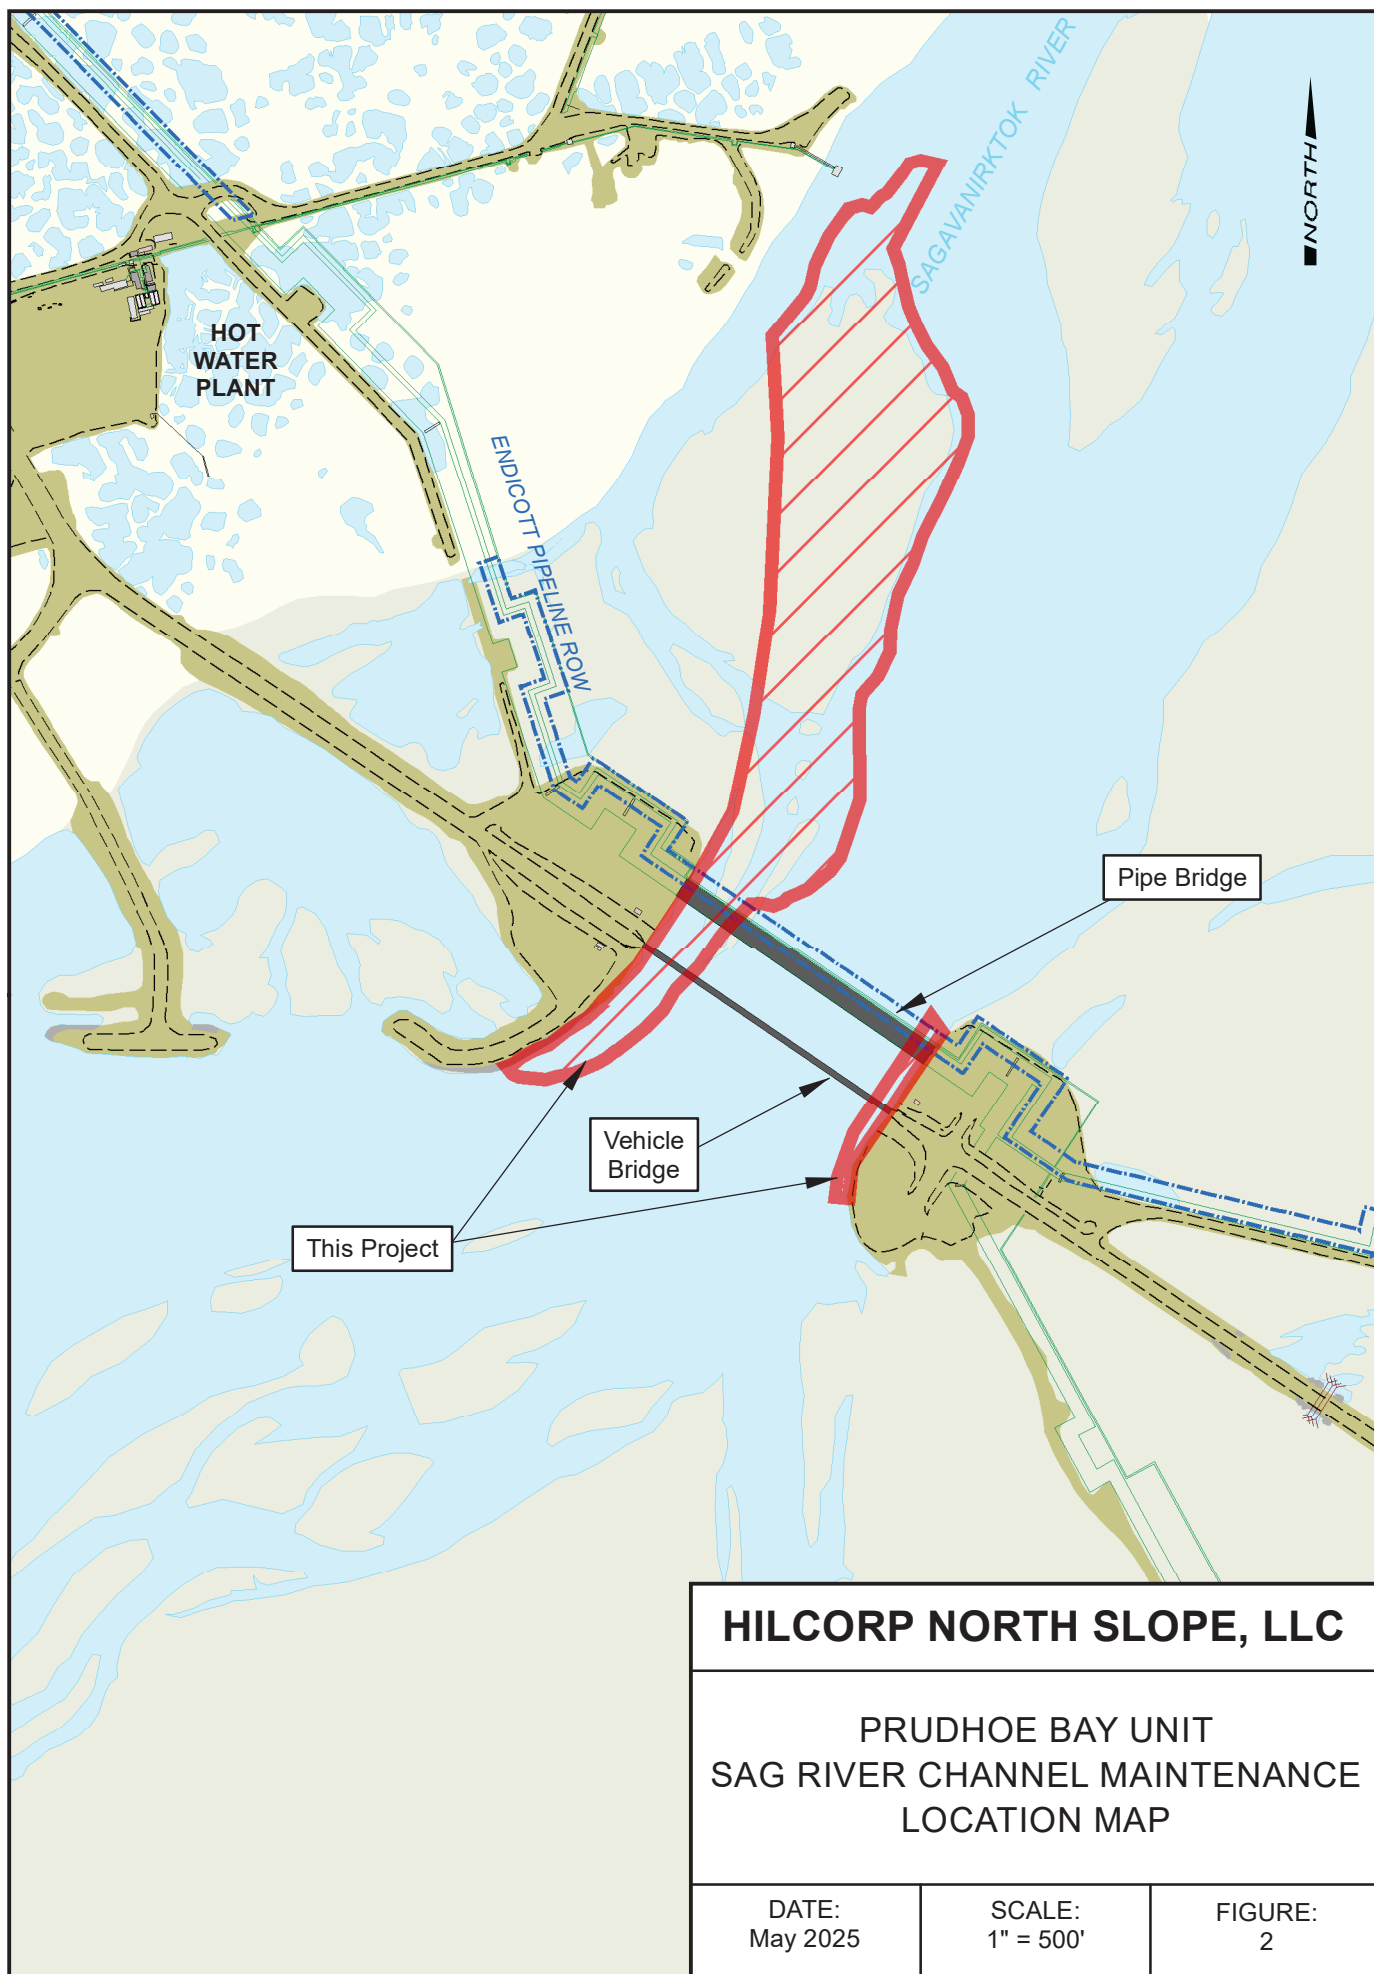 SAGAVANIRKTOK RIVER
NORTH
HOT
WATER
PLANT
ENDICOTT PIPELINE ROW
Pipe Bridge
Vehicle
Bridge
This Project
HILCORP NORTH SLOPE, LLC
PRUDHOE BAY UNIT
SAG RIVER CHANNEL MAINTENANCE
LOCATION MAP
DATE:
May 2025
SCALE:
1" = 500'
FIGURE:
2